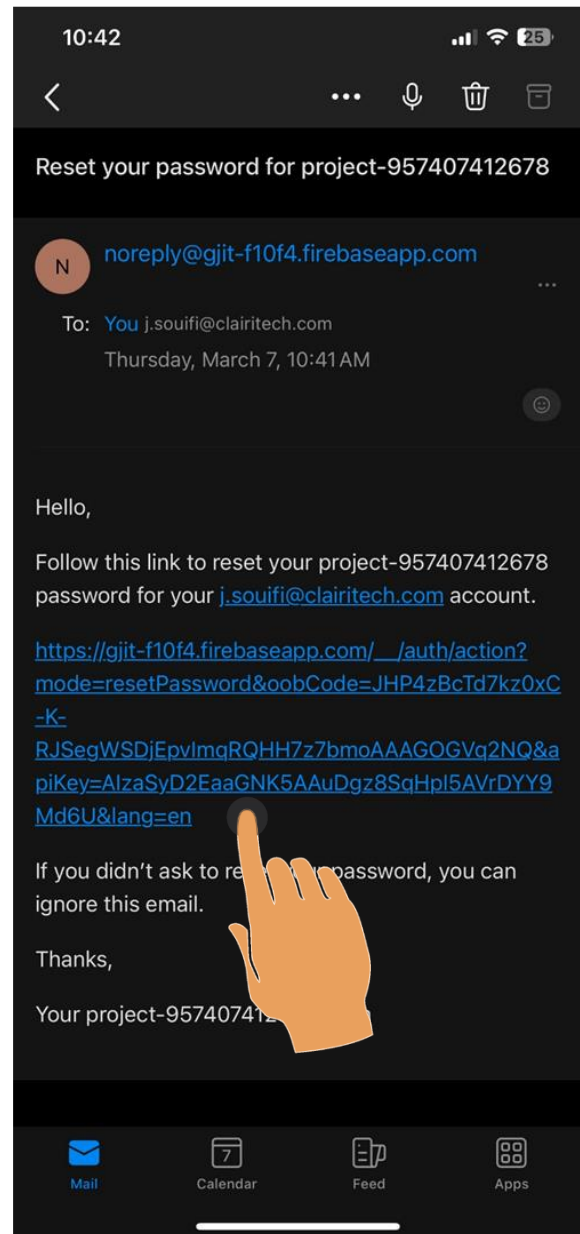 10:42
25
Reset your password for project-957407412678
N
noreply@gjit-f10f4.firebaseapp.com
To: You j.souifi@clairitech.com
Thursday, March 7, 10:41 AM
Hello,
Follow this link to reset your project-957407412678
password for your j.souifi@clairitech.com account.
https://gjit-f10f4.firebaseapp.com/__/auth/action?
mode=resetPassword&oobCode=JHP4zBcTd7kz0xC
-K-
RJSegWSDjEpvImqRQHH7z7bmoAAAGOGVq2NQ&a
piKey=AIzaSyD2EaaGNK5AAuDgz8SqHpI5AVrDYY9
Md6U&lang=en
If you didn't ask to re password, you can
ignore this email.
Thanks,
Your project-95740741
7
Mail Calendar Feed Apps